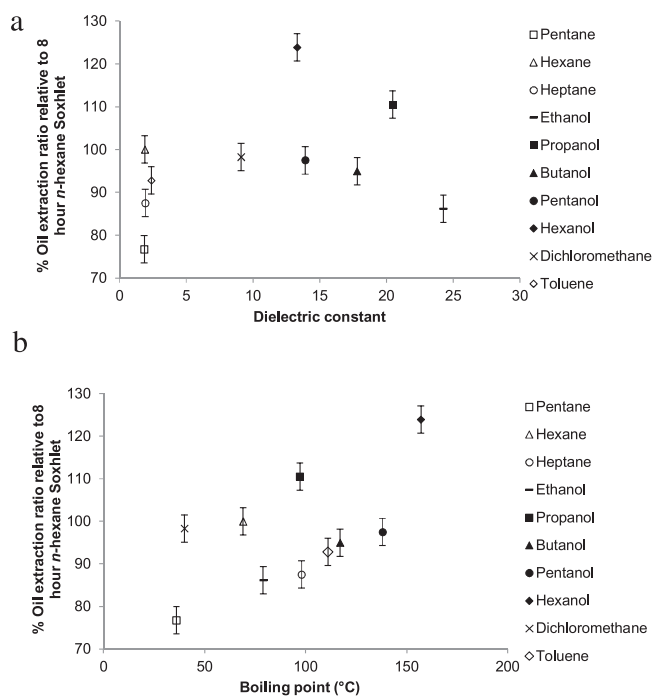 a
% Oil extraction ratio relative to 8
hour n-hexane Soxhlet
130
120
110
100
90
80
70
0 5 10 15 20 25 30
Dielectric constant
Pentane
Hexane
Heptane
Ethanol
Propanol
Butanol
Pentanol
Hexanol
Dichloromethane
Toluene
b
% Oil extraction ratio relative to8
hour n-hexane Soxhlet
130
120
110
100
90
80
70
0 50 100 150 200
Boiling point (°C)
Pentane
Hexane
Heptane
Ethanol
Propanol
Butanol
Pentanol
Hexanol
Dichloromethane
Toluene